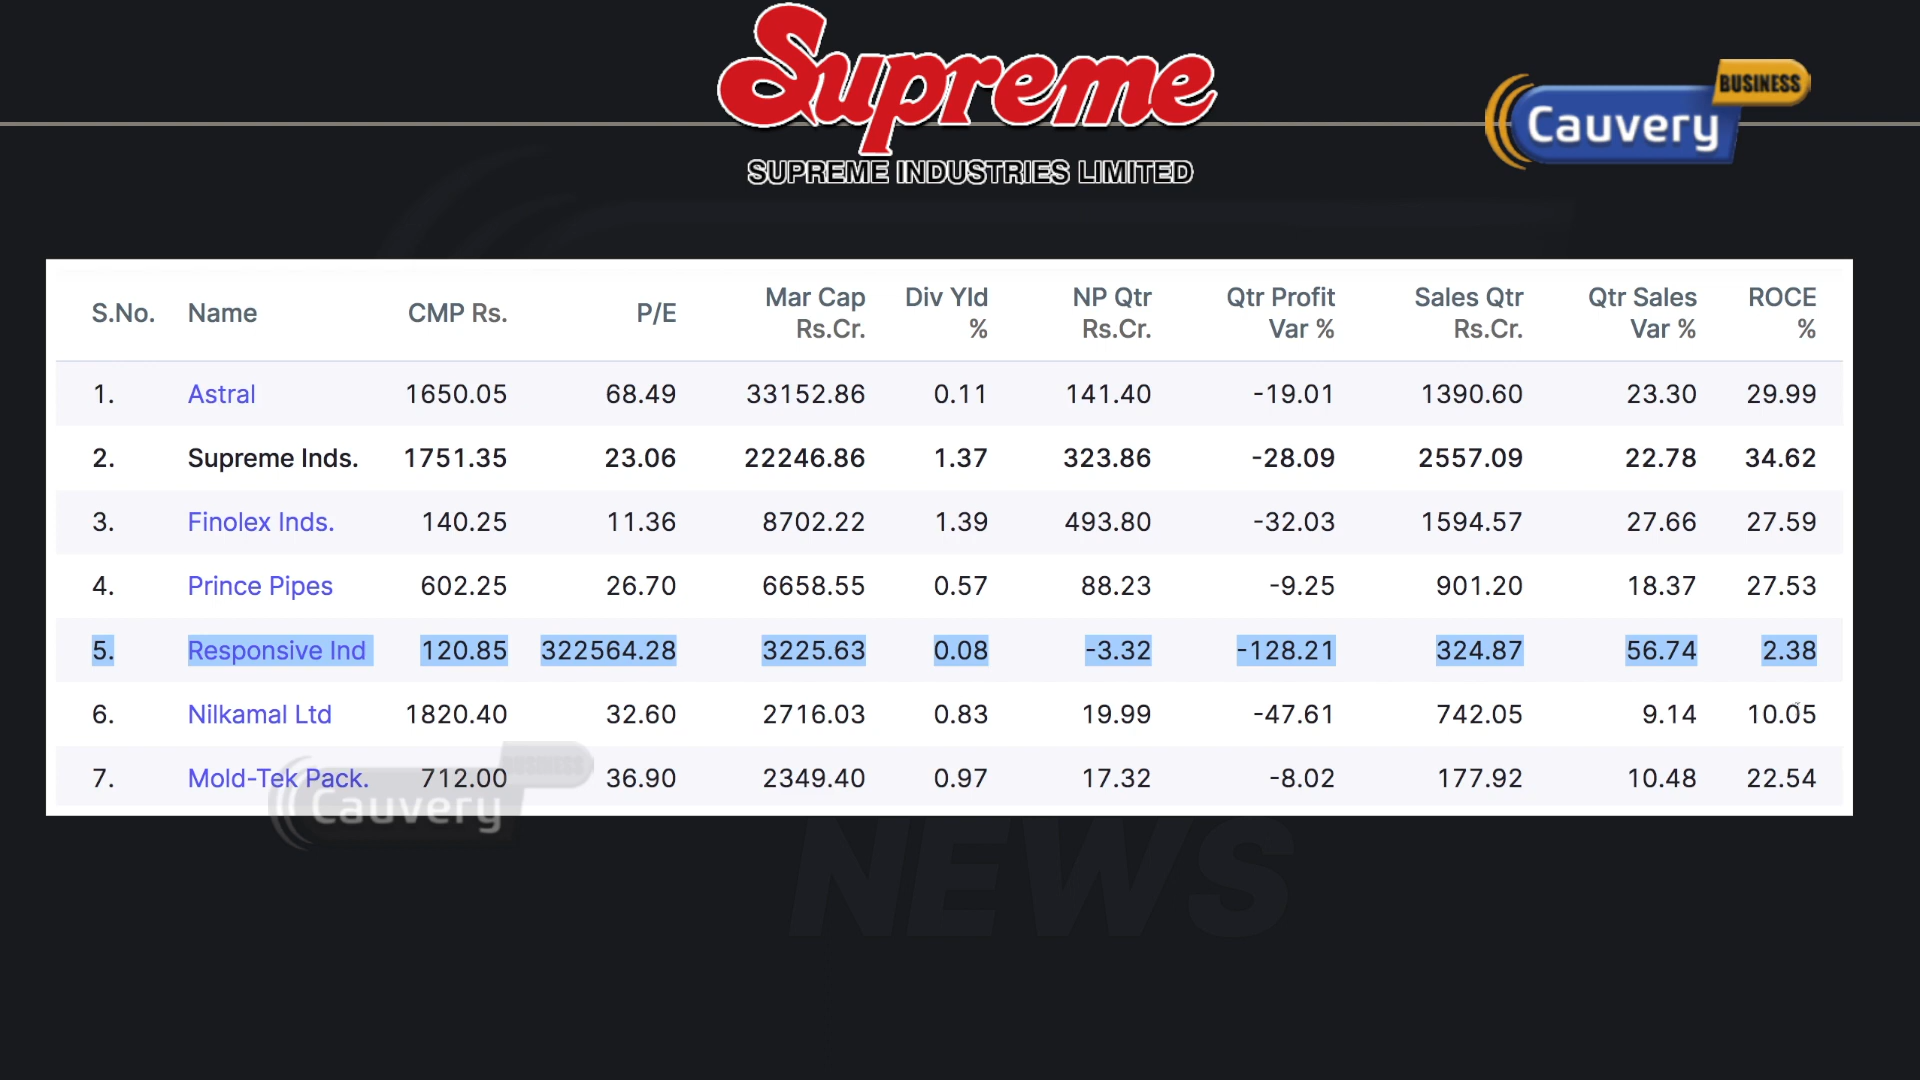 Supreme
SUPREME INDUSTRIES LIMITED
BUSINESS
Cauvery
S.No. Name CMP Rs. P/E Mar Cap Rs.Cr. Div Yld % NP Qtr Rs.Cr. Qtr Profit Var % Sales Qtr Rs.Cr. Qtr Sales Var % ROCE %
1. Astral 1650.05 68.49 33152.86 0.11 141.40 -19.01 1390.60 23.30 29.99
2. Supreme Inds. 1751.35 23.06 22246.86 1.37 323.86 -28.09 2557.09 22.78 34.62
3. Finolex Inds. 140.25 11.36 8702.22 1.39 493.80 -32.03 1594.57 27.66 27.59
4. Prince Pipes 602.25 26.70 6658.55 0.57 88.23 -9.25 901.20 18.37 27.53
5. Responsive Ind 120.85 322564.28 3225.63 0.08 -3.32 -128.21 324.87 56.74 2.38
6. Nilkamal Ltd 1820.40 32.60 2716.03 0.83 19.99 -47.61 742.05 9.14 10.05
7. Mold-Tek Pack. 712.00 36.90 2349.40 0.97 17.32 -8.02 177.92 10.48 22.54
BUSINESS
Cauvery
NEWS